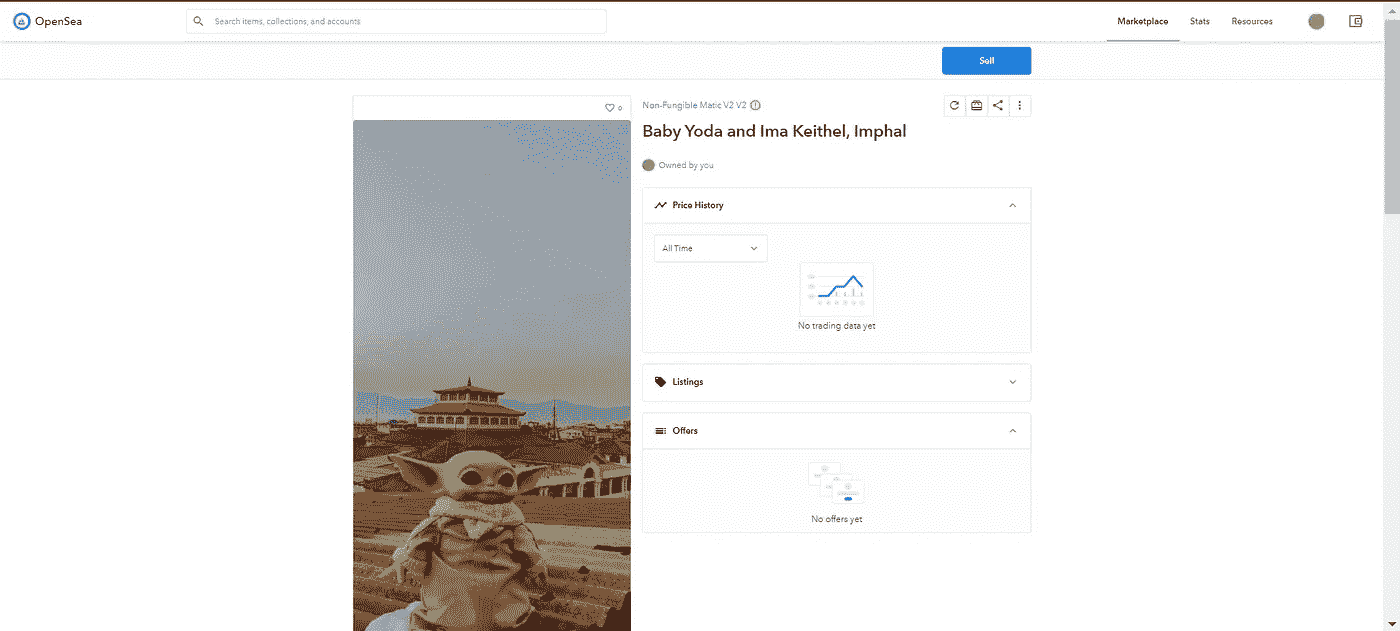 OpenSea
Search items, collections, and accounts
Marketplace
Stats
Resources
Sell
0
Non-Fungible Matic V2 V2
Baby Yoda and Ima Keithel, Imphal
Owned by you
Price History
All Time
No trading data yet
Listings
Offers
No offers yet